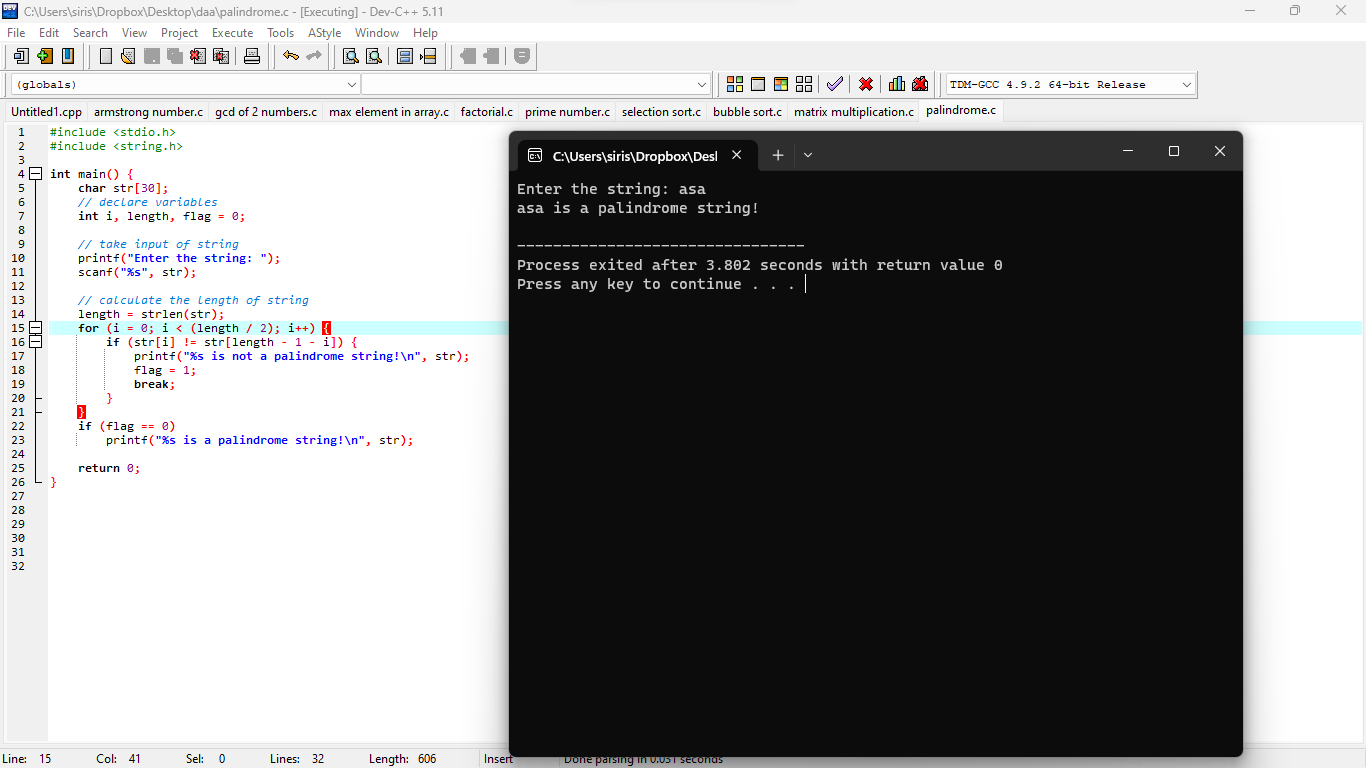 C:\Users\siris\Dropbox\Desktop\daa\palindrome.c - [Executing] - Dev-C++ 5.11
File Edit Search View Project Execute Tools AStyle Window Help
(globals)
TDM-GCC 4.9.2 64-bit Release
Untitled1.cpp armstrong number.c gcd of 2 numbers.c max element in array.c factorial.c prime number.c selection sort.c bubble sort.c matrix multiplication.c palindrome.c
1 #include <stdio.h>
2 #include <string.h>
3
4 int main() {
5 char str[30];
6 // declare variables
7 int i, length, flag = 0;
8
9 // take input of string
10 printf("Enter the string: ");
11 scanf("%s", str);
12
13 // calculate the length of string
14 length = strlen(str);
15 for (i = 0; i < (length / 2); i++) {
16 if (str[i] != str[length - 1 - i]) {
17 printf("%s is not a palindrome string!\n", str);
18 flag = 1;
19 break;
20 }
21 }
22 if (flag == 0)
23 printf("%s is a palindrome string!\n", str);
24
25 return 0;
26 }
27
28
29
30
31
32
C:\Users\siris\Dropbox\Desl
Enter the string: asa
asa is a palindrome string!
--------------------------------
Process exited after 3.802 seconds with return value 0
Press any key to continue . . .
Line: 15 Col: 41 Sel: 0 Lines: 32 Length: 606 Insert Done parsing in 0.031 seconds